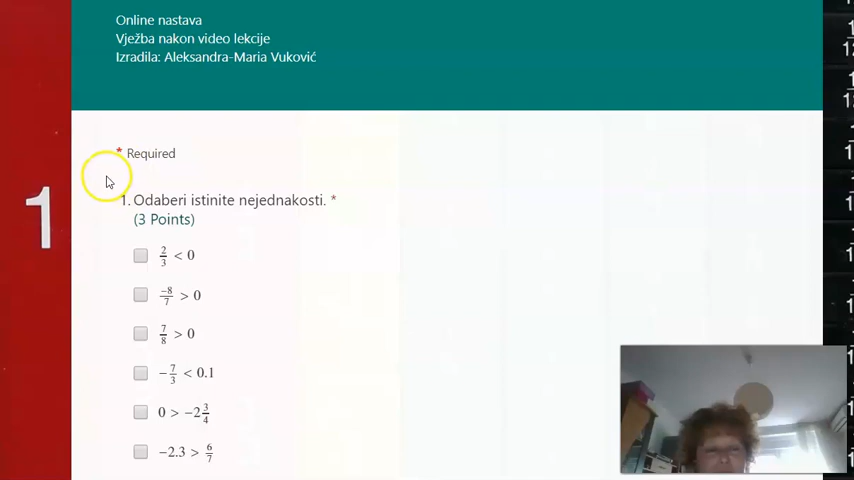 Online nastava
Vježba nakon video lekcije
Izradila: Aleksandra-Maria Vuković
* Required
1
1. Odaberi istinite nejednakosti. *
(3 Points)
2/3 < 0
-8/7 > 0
7/8 > 0
-7/3 < 0.1
0 > -2 3/4
-2.3 > 6/7